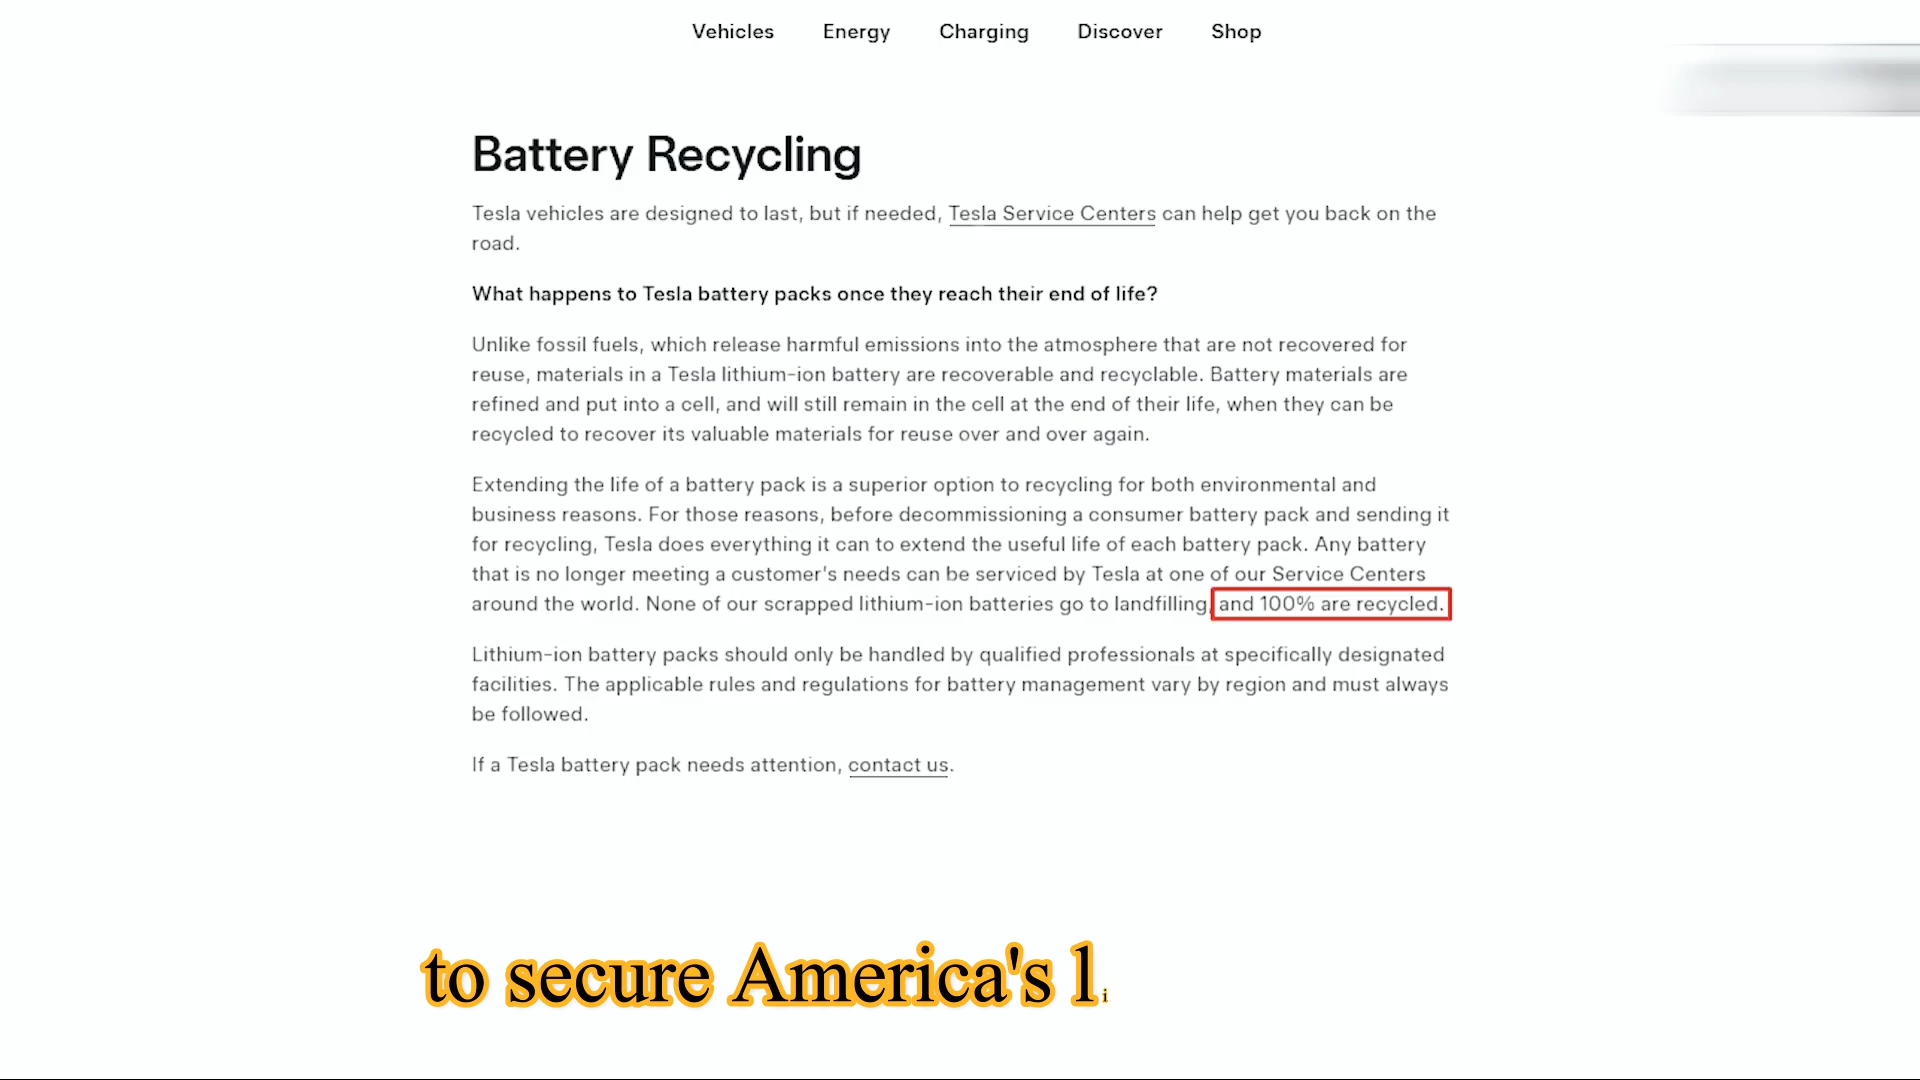 Vehicles Energy Charging Discover Shop
Battery Recycling
Tesla vehicles are designed to last, but if needed, Tesla Service Centers can help get you back on the
road.
What happens to Tesla battery packs once they reach their end of life?
Unlike fossil fuels, which release harmful emissions into the atmosphere that are not recovered for
reuse, materials in a Tesla lithium-ion battery are recoverable and recyclable. Battery materials are
refined and put into a cell, and will still remain in the cell at the end of their life, when they can be
recycled to recover its valuable materials for reuse over and over again.
Extending the life of a battery pack is a superior option to recycling for both environmental and
business reasons. For those reasons, before decommissioning a consumer battery pack and sending it
for recycling, Tesla does everything it can to extend the useful life of each battery pack. Any battery
that is no longer meeting a customer's needs can be serviced by Tesla at one of our Service Centers
around the world. None of our scrapped lithium-ion batteries go to landfilling, and 100% are recycled.
Lithium-ion battery packs should only be handled by qualified professionals at specifically designated
facilities. The applicable rules and regulations for battery management vary by region and must always
be followed.
If a Tesla battery pack needs attention, contact us.
to secure America's li